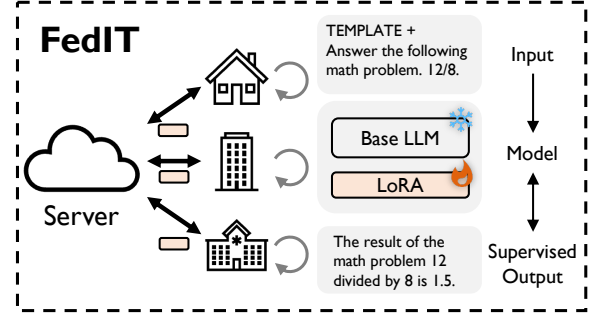 FedIT
Server
TEMPLATE +
Answer the following
math problem. 12/8.
Base LLM
LoRA
The result of the
math problem 12
divided by 8 is 1.5.
Input
Model
Supervised
Output